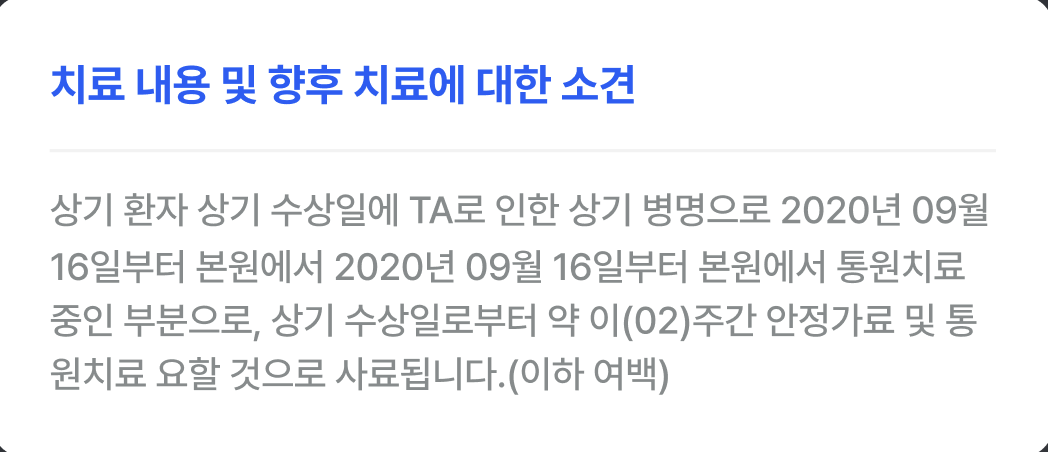 치료 내용 및 향후 치료에 대한 소견
상기 환자 상기 수상일에 TA로 인한 상기 병명으로 2020년 09월
16일부터 본원에서 2020년 09월 16일부터 본원에서 통원치료
중인 부분으로, 상기 수상일로부터 약 이(02)주간 안정가료 및 통
원치료 요할 것으로 사료됩니다.(이하 여백)